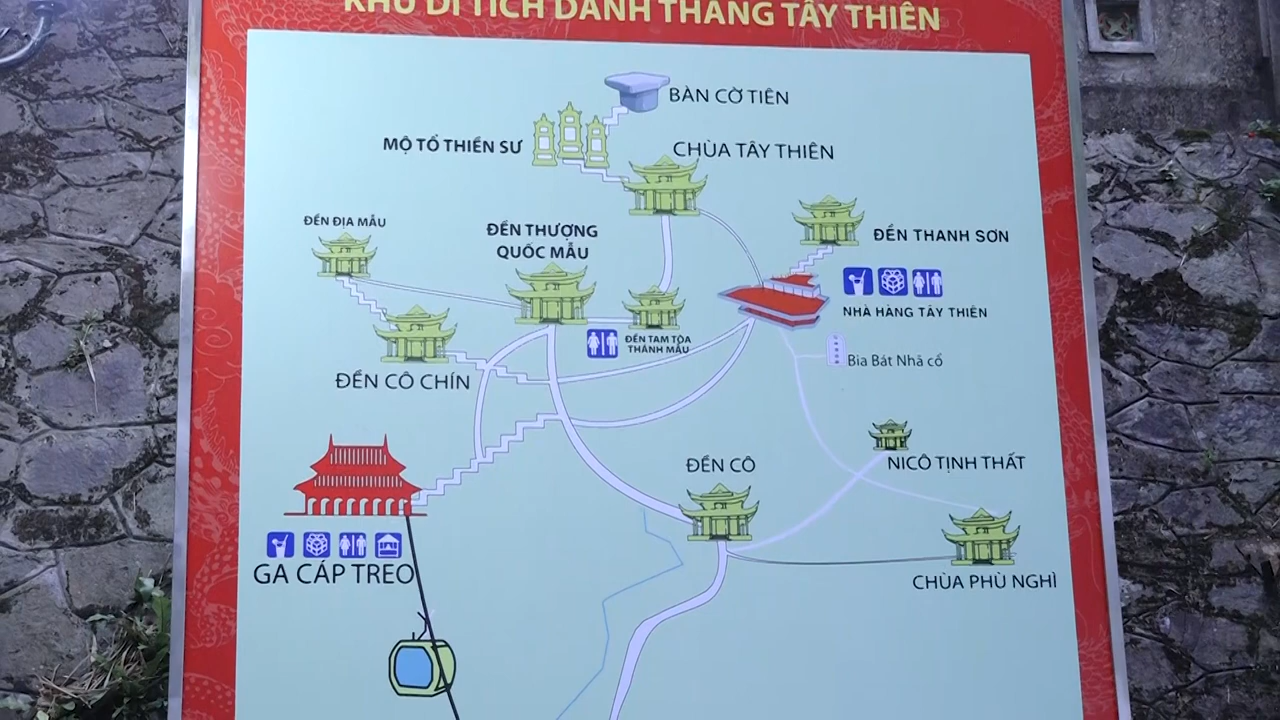 KHU DI TÍCH DANH THẮNG TÂY THIÊN
BÀN CỜ TIÊN
MỘ TỔ THIỀN SƯ
CHÙA TÂY THIÊN
ĐỀN ĐỊA MẪU
ĐỀN THƯỢNG
QUỐC MẪU
ĐỀN THANH SƠN
NHÀ HÀNG TÂY THIÊN
ĐỀN TAM TÒA
THÁNH MẪU
Bia Bát Nhã cổ
ĐỀN CÔ CHÍN
ĐỀN CÔ
NICÔ TỊNH THẤT
GA CÁP TREO
CHÙA PHÙ NGHÌ